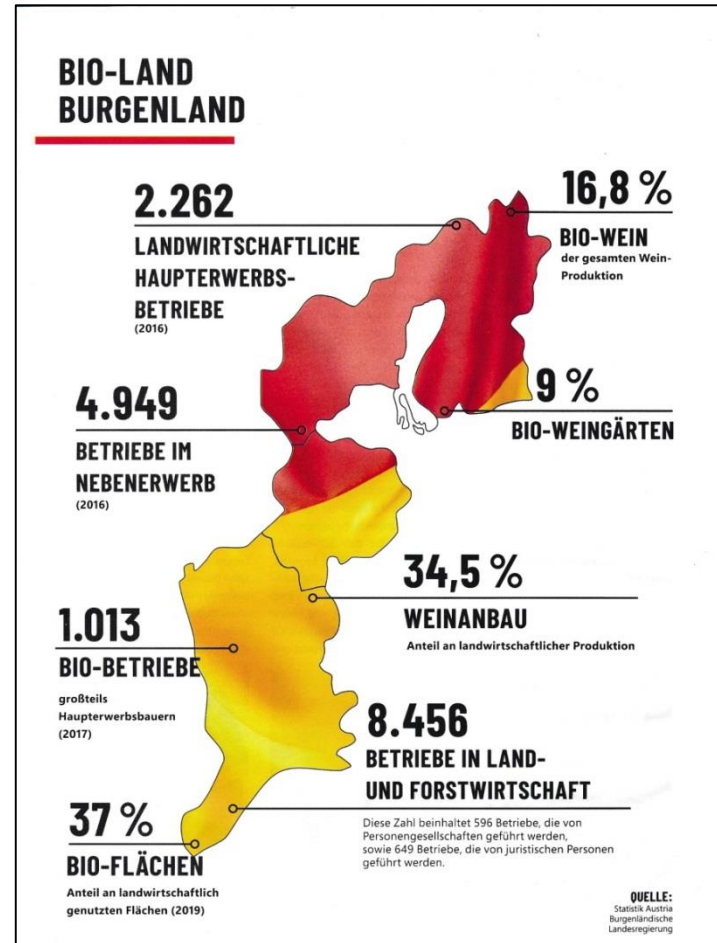 BIO-LAND
BURGENLAND
2.262
LANDWIRTSCHAFTLICHE
HAUPTERWERBS-
BETRIEBE
(2016)
16,8 %
BIO-WEIN
der gesamten Wein-
Produktion
4.949
BETRIEBE IM
NEBENERWERB
(2016)
9 %
BIO-WEINGÄRTEN
34,5 %
WEINANBAU
Anteil an landwirtschaftlicher Produktion
1.013
BIO-BETRIEBE
großteils
Haupterwerbsbauern
(2017)
8.456
BETRIEBE IN LAND-
UND FORSTWIRTSCHAFT
Diese Zahl beinhaltet 596 Betriebe, die von
Personengesellschaften geführt werden,
sowie 649 Betriebe, die von juristischen Personen
geführt werden.
37 %
BIO-FLÄCHEN
Anteil an landwirtschaftlich
genutzten Flächen (2019)
QUELLE:
Statistik Austria
Burgenländische
Landesregierung